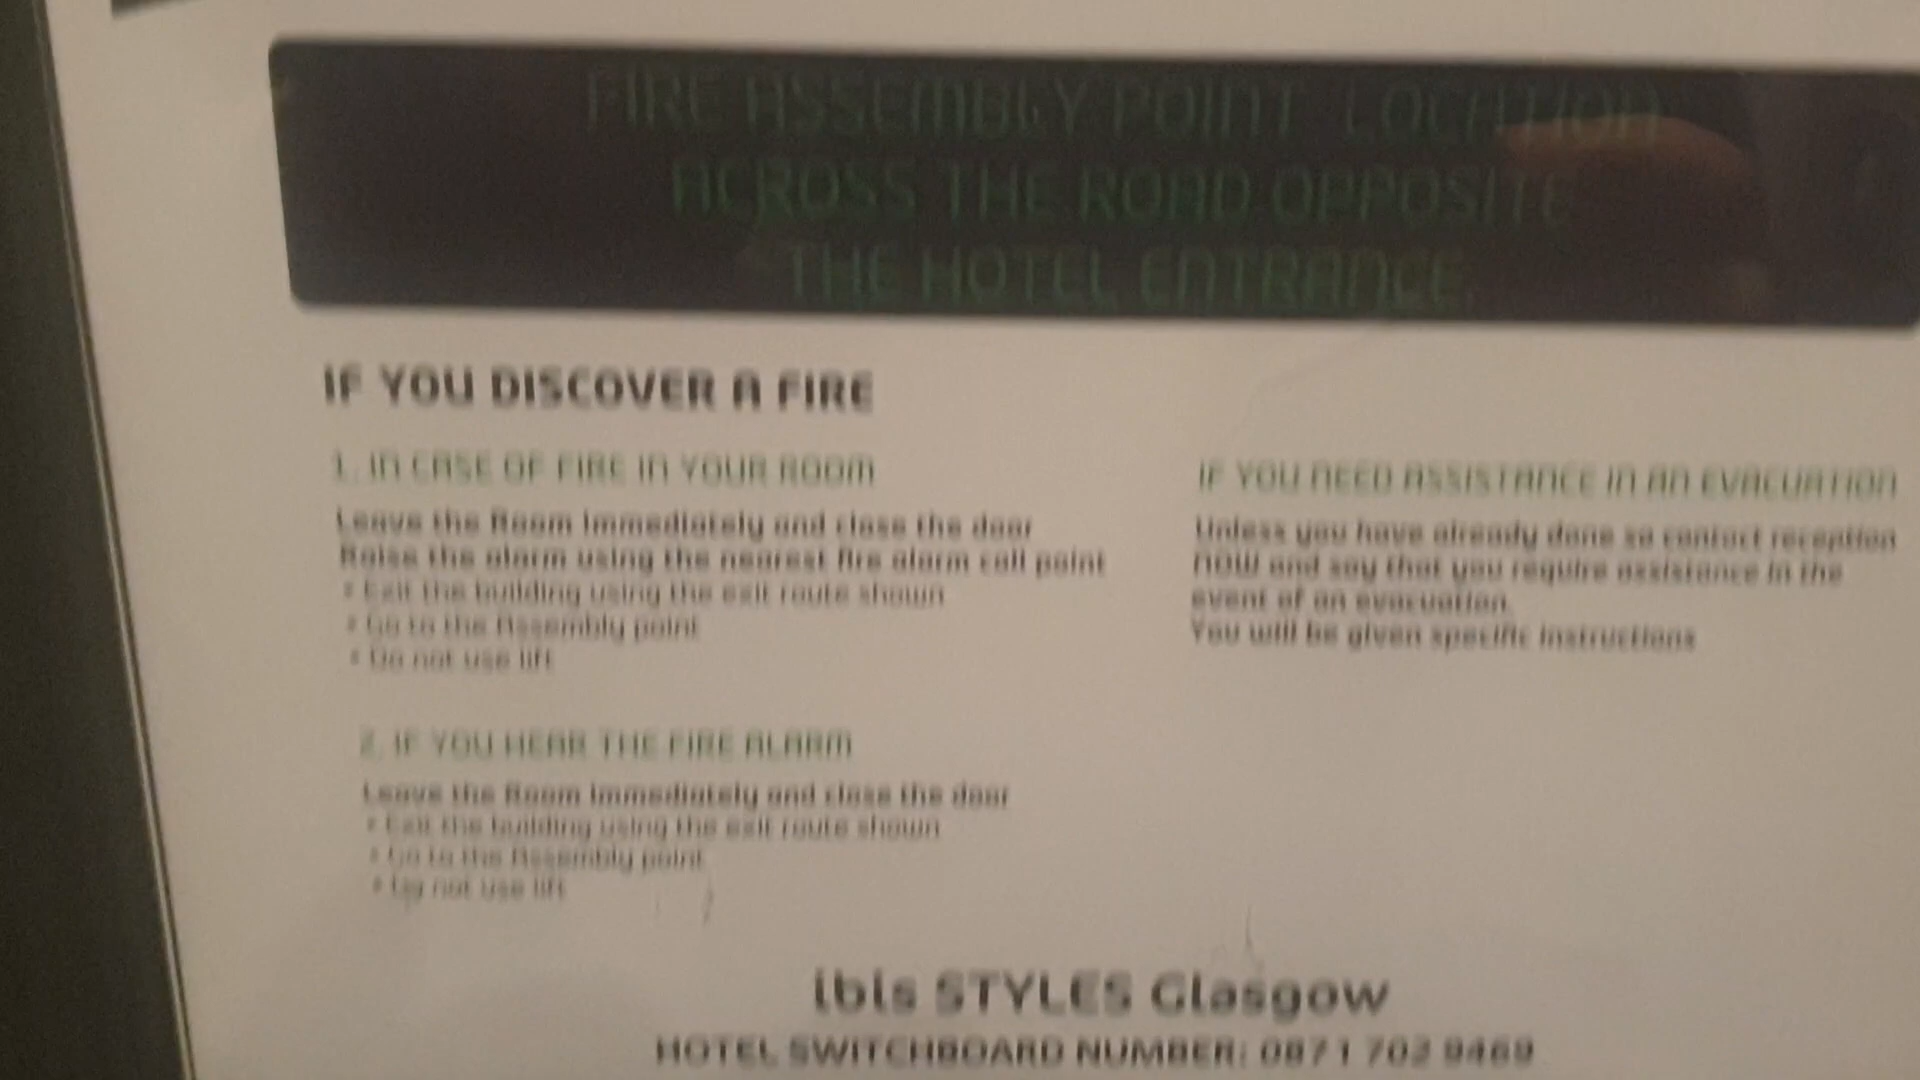 FIRE ASSEMBLY POINT LOCATION
ACROSS THE ROAD OPPOSITE
THE HOTEL ENTRANCE.
IF YOU DISCOVER A FIRE
1. IN CASE OF FIRE IN YOUR ROOM
Leave the Room immediately and close the door
Raise the alarm using the nearest fire alarm call point
• Exit the building using the exit route shown
• Go to the Assembly point
• Do not use lift
2. IF YOU HEAR THE FIRE ALARM
Leave the Room immediately and close the door
• Exit the building using the exit route shown
• Go to the Assembly point
• Do not use lift
IF YOU NEED ASSISTANCE IN AN EVACUATION
Unless you have already done so contact reception
NOW and say that you require assistance in the
event of an evacuation.
You will be given specific instructions
ibis STYLES Glasgow
HOTEL SWITCHBOARD NUMBER: 0871 702 9469